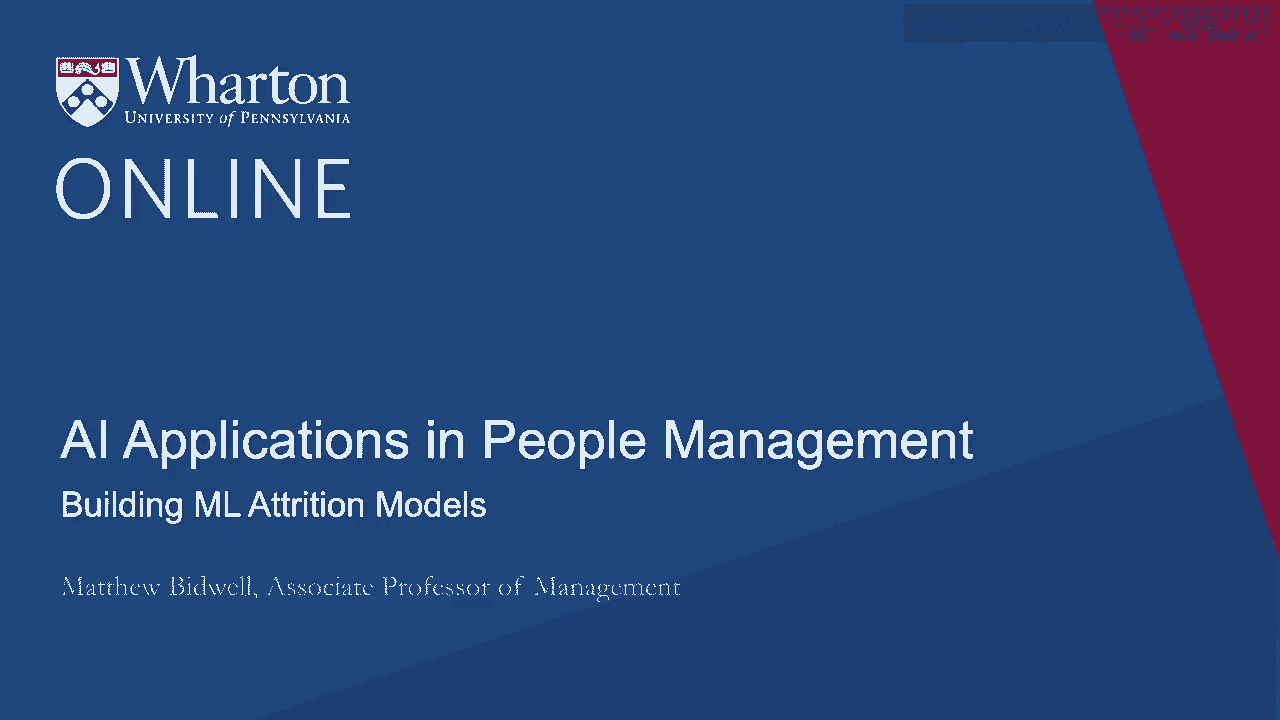 Wharton
UNIVERSITY of PENNSYLVANIA
ONLINE
AI Applications in People Management
Building ML Attrition Models
Matthew Bidwell, Associate Professor of Management